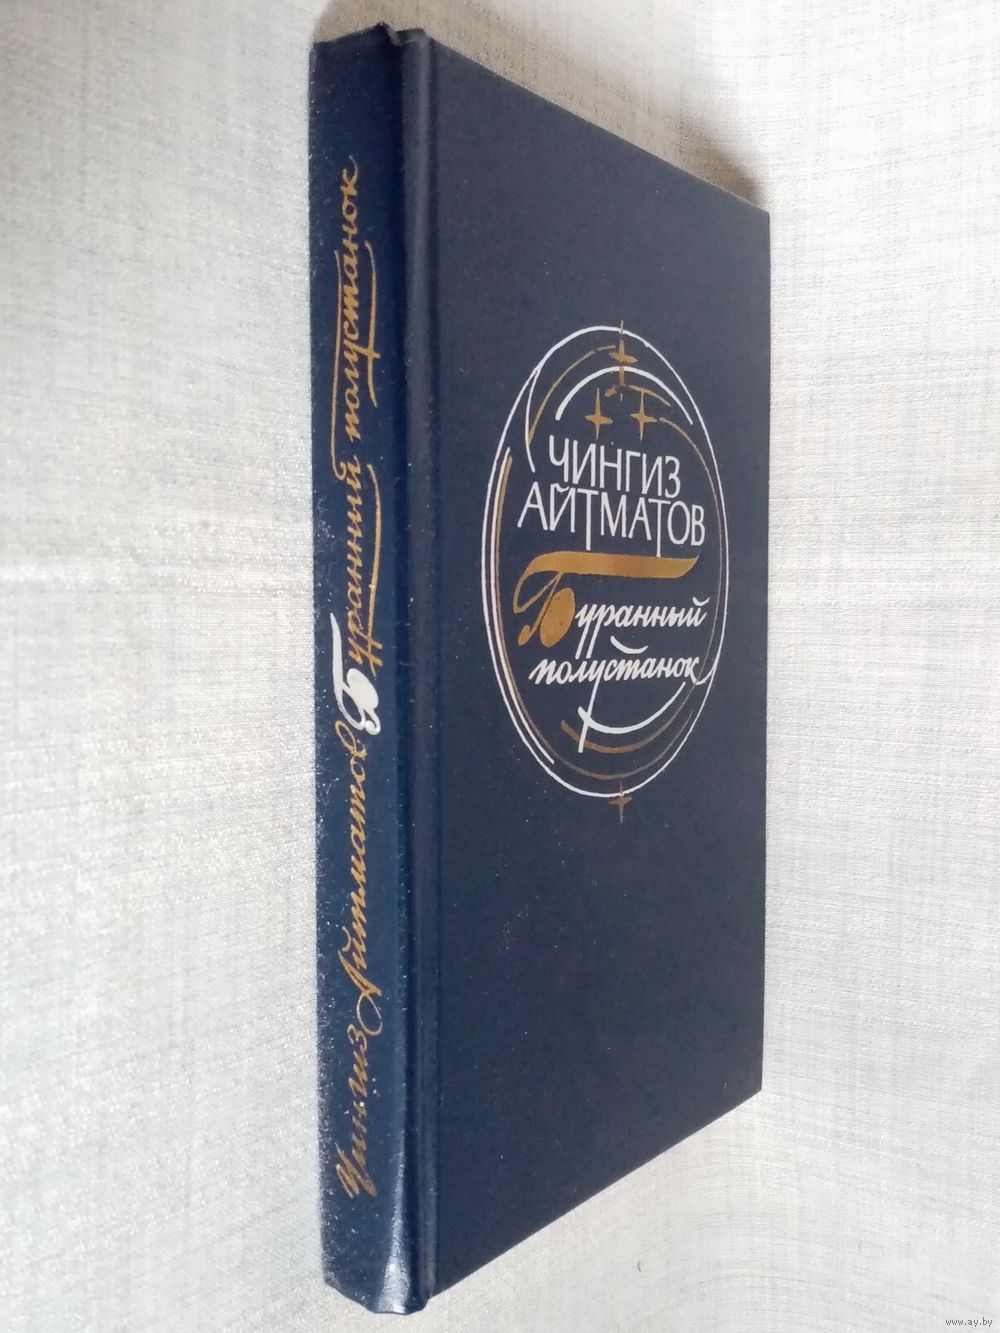 Чингиз Айтматов Буранный полустанок
ЧИНГИЗ
АЙТМАТОВ
Буранный
полустанок
www.ay.by